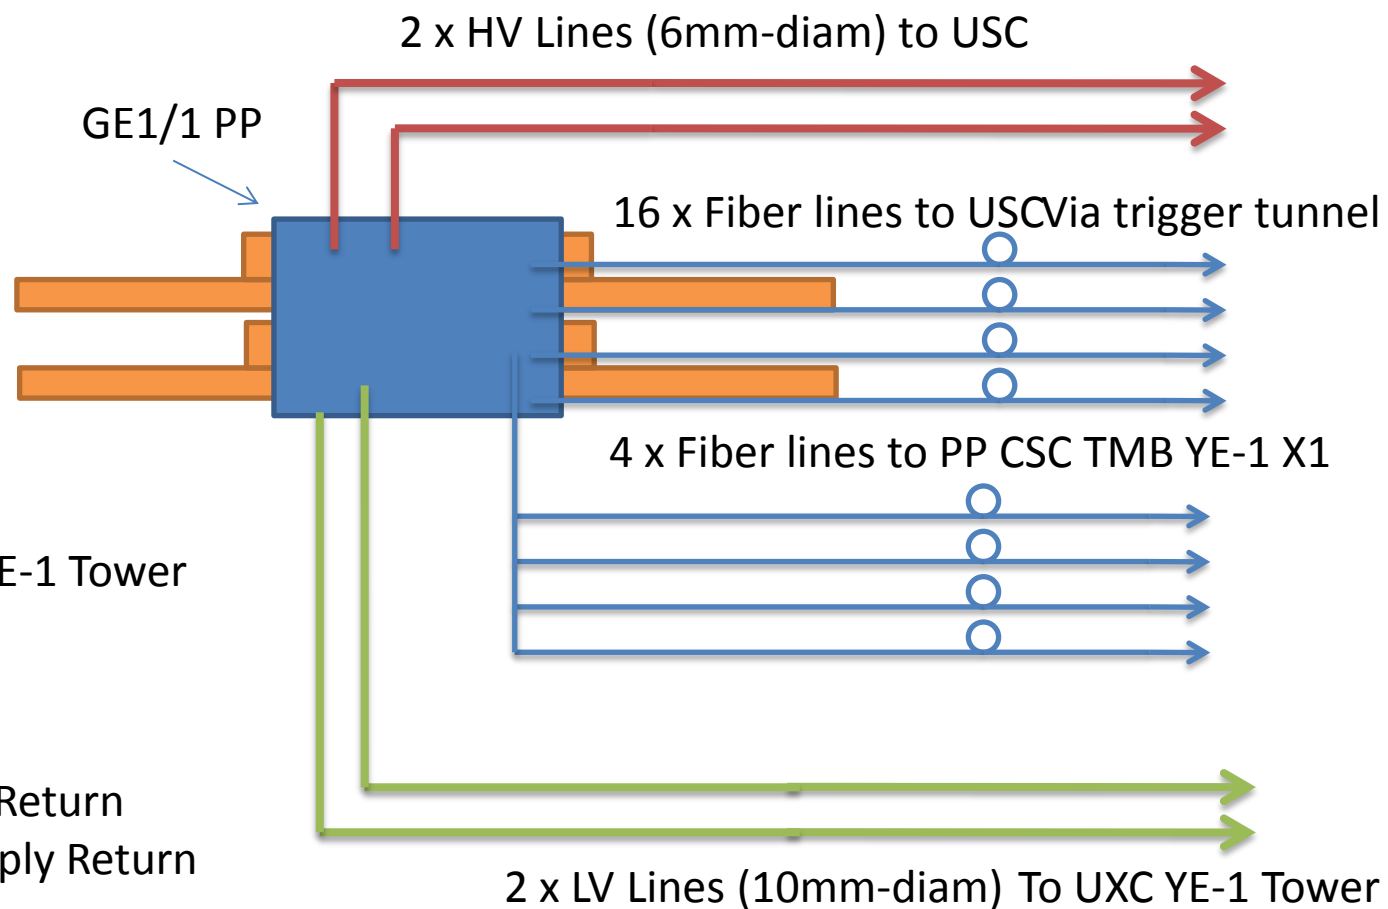 2 x HV Lines (6mm-diam) to USC
GE1/1 PP
16 x Fiber lines to USCVia trigger tunnel
4 x Fiber lines to PP CSC TMB YE-1 X1
E-1 Tower
Return
ply Return
2 x LV Lines (10mm-diam) To UXC YE-1 Tower